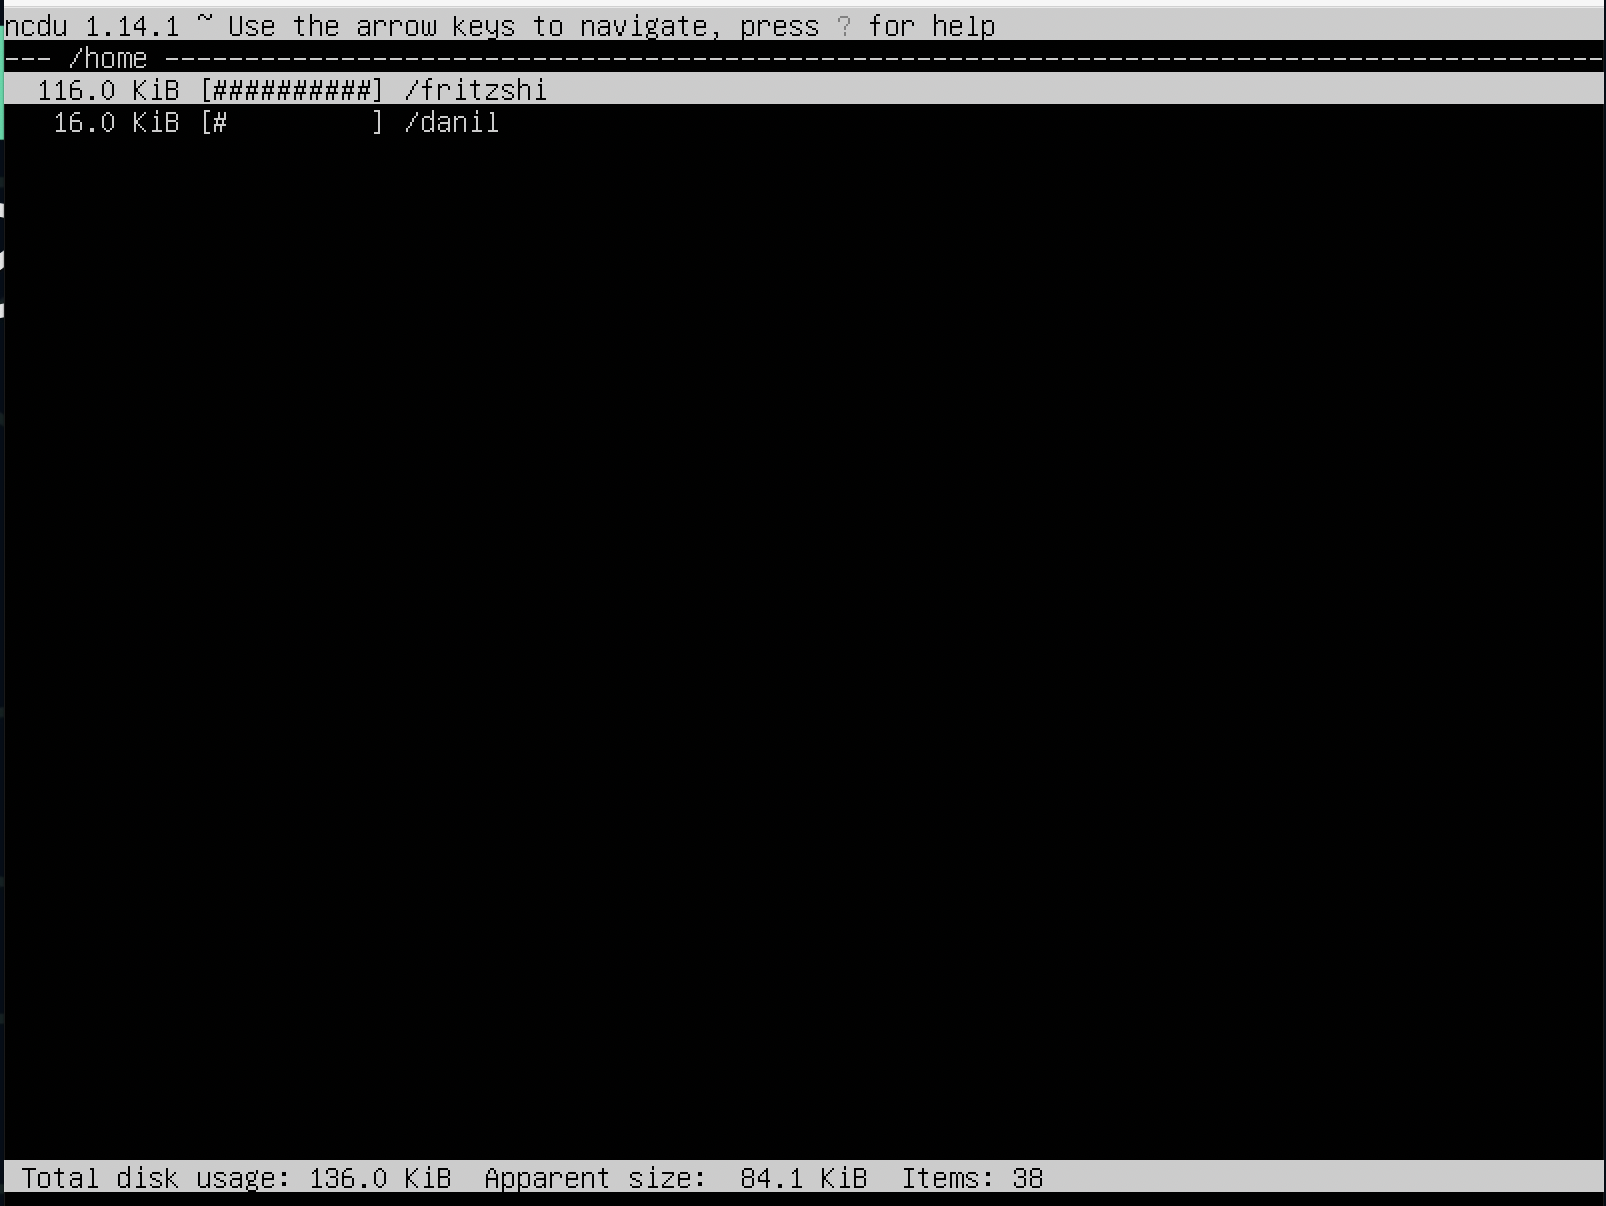 ncdu 1.14.1 ~ Use the arrow keys to navigate, press ? for help
--- /home ------------------------------------------------------------------------------------------
  116.0 KiB [##########] /fritzshi
   16.0 KiB [#         ] /danil
 Total disk usage: 136.0 KiB  Apparent size:  84.1 KiB  Items: 38